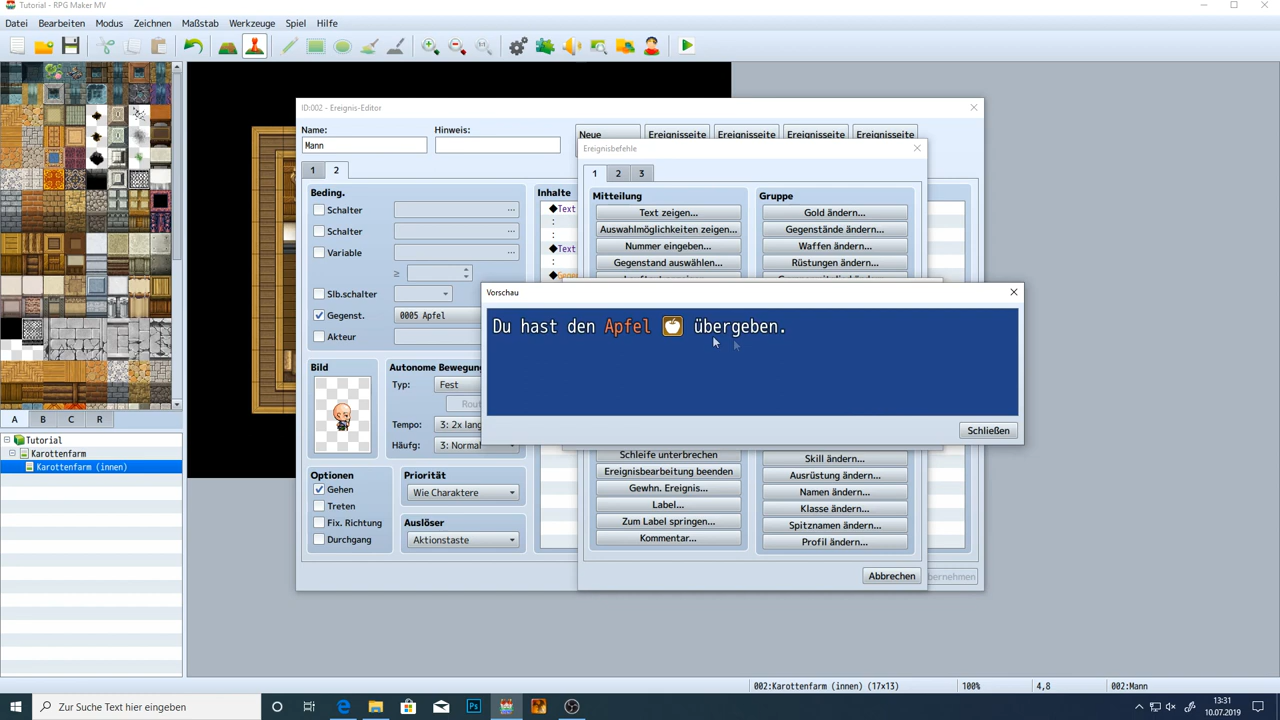 Tutorial - RPG Maker MV
Datei Bearbeiten Modus Zeichnen Maßstab Werkzeuge Spiel Hilfe
ID:002 - Ereignis-Editor
Name:
Hinweis:
Mann
Neue Ereignisseite Ereignisseite Ereignisseite Ereignisseite
1 2
Beding.
Schalter ...
Schalter ...
Variable ...
≥
Slb.schalter
Gegenst. 0005 Apfel
Akteur
Bild
Autonome Bewegung
Typ: Fest
Tempo: 3: 2x lang
Häufg: 3: Normal
Optionen
Gehen
Treten
Fix. Richtung
Durchgang
Priorität
Wie Charaktere
Auslöser
Aktionstaste
Inhalte
◆Text
:
:
◆Text
:
Ereignisbefehle
1 2 3
Mitteilung
Text zeigen...
Auswahlmöglichkeiten zeigen...
Nummer eingeben...
Gegenstand auswählen...
Gruppe
Gold ändern...
Gegenstände ändern...
Waffen ändern...
Rüstungen ändern...
Vorschau
Du hast den Apfel übergeben.
Schließen
Schleife unterbrechen
Ereignisbearbeitung beenden
Gewhn. Ereignis...
Label...
Zum Label springen...
Kommentar...
Skill ändern...
Ausrüstung ändern...
Namen ändern...
Klasse ändern...
Spitznamen ändern...
Profil ändern...
Abbrechen
bernehmen
A B C R
Tutorial
Karottenfarm
Karottenfarm (innen)
002:Karottenfarm (innen) (17x13) 100% 4,8 002:Mann
Zur Suche Text hier eingeben
13:31
10.07.2019